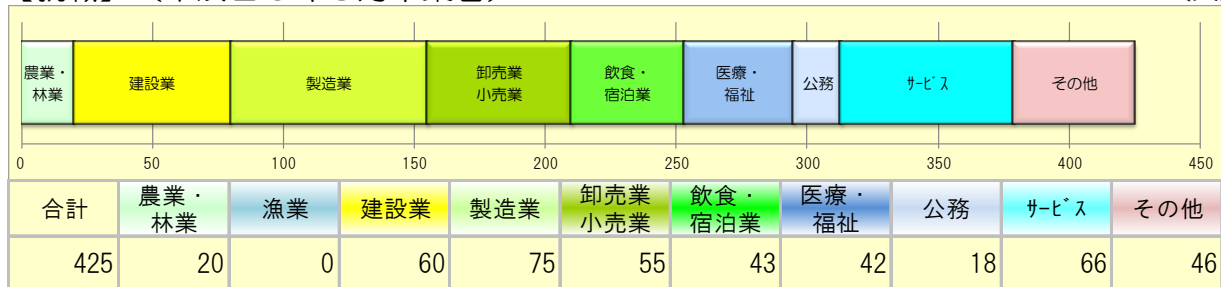 農業・
林業
建設業
製造業
卸売業
小売業
飲食・
宿泊業
医療・
福祉
公務
ｻｰﾋﾞｽ
その他
0 50 100 150 200 250 300 350 400 450
合計 農業・林業 漁業 建設業 製造業 卸売業小売業 飲食・宿泊業 医療・福祉 公務 ｻｰﾋﾞｽ その他
425 20 0 60 75 55 43 42 18 66 46